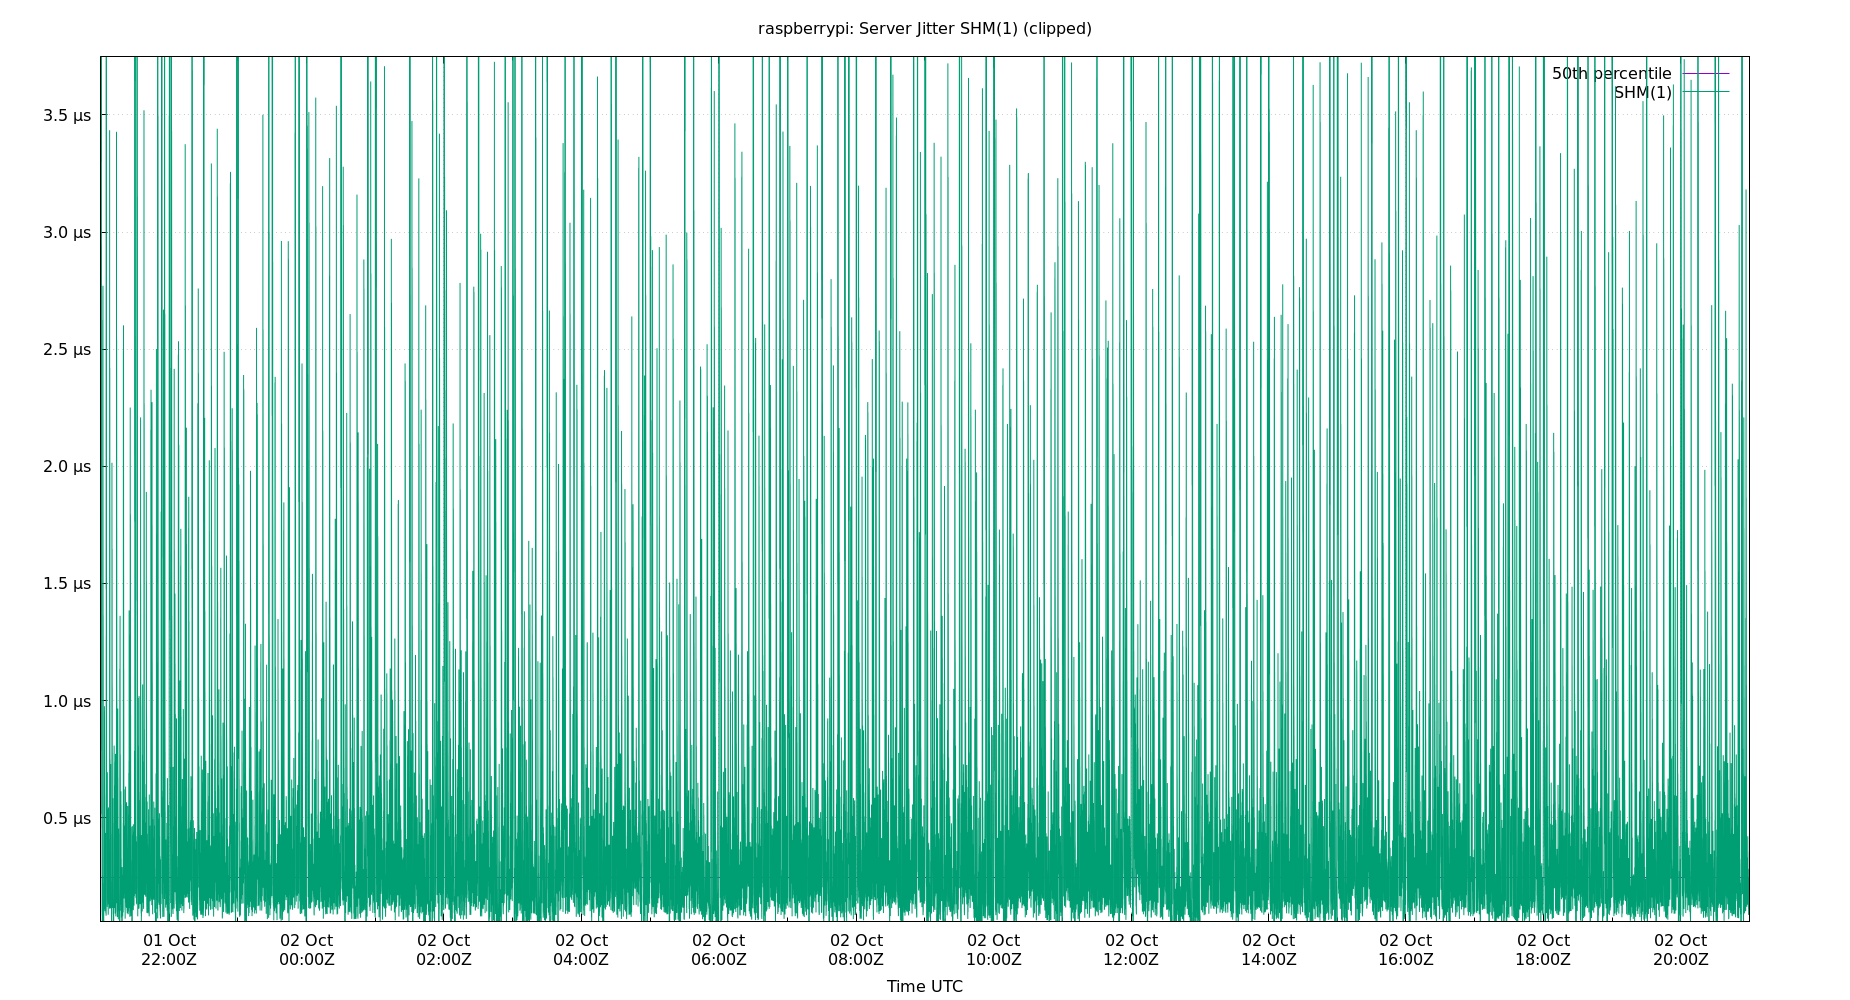 raspberrypi: Server Jitter SHM(1) (clipped)
50th percentile
SHM(1)
3.5 µs
3.0 µs
2.5 µs
2.0 µs
1.5 µs
1.0 µs
0.5 µs
01 Oct 02 Oct 02 Oct 02 Oct 02 Oct 02 Oct 02 Oct 02 Oct 02 Oct 02 Oct 02 Oct 02 Oct
22:00Z 00:00Z 02:00Z 04:00Z 06:00Z 08:00Z 10:00Z 12:00Z 14:00Z 16:00Z 18:00Z 20:00Z
Time UTC